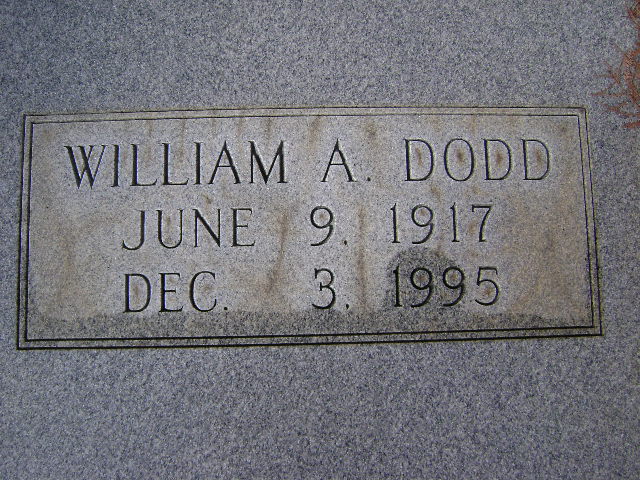 WILLIAM A. DODD
JUNE 9. 1917
DEC. 3. 1995